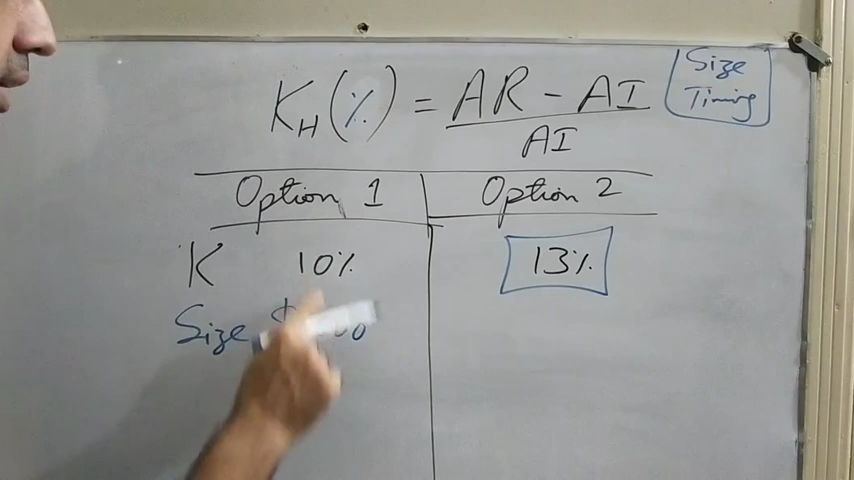 K_H (%) = AR - AI / AI
Size
Timing
Option 1 Option 2
K 10% 13%
Size $